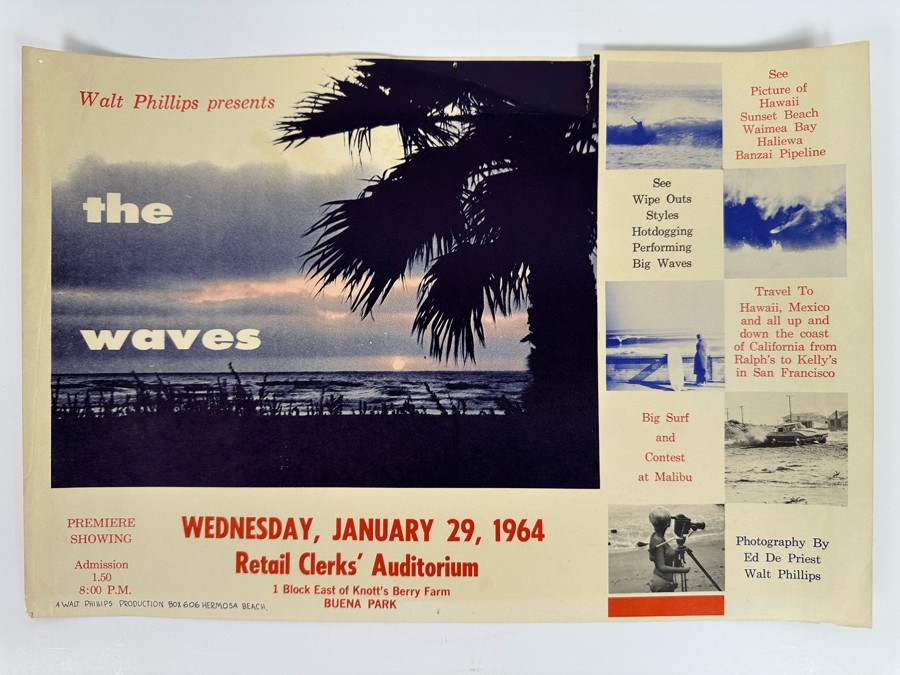 Walt Phillips presents
the
waves
PREMIERE
SHOWING
Admission
1.50
8:00 P.M.
WEDNESDAY, JANUARY 29, 1964
Retail Clerks' Auditorium
1 Block East of Knott's Berry Farm
BUENA PARK
A WALT PHILLIPS PRODUCTION BOX 606 HERMOSA BEACH.
See
Picture of
Hawaii
Sunset Beach
Waimea Bay
Haliewa
Banzai Pipeline
See
Wipe Outs
Styles
Hotdogging
Performing
Big Waves
Travel To
Hawaii, Mexico
and all up and
down the coast
of California from
Ralph's to Kelly's
in San Francisco
Big Surf
and
Contest
at Malibu
Photography By
Ed De Priest
Walt Phillips